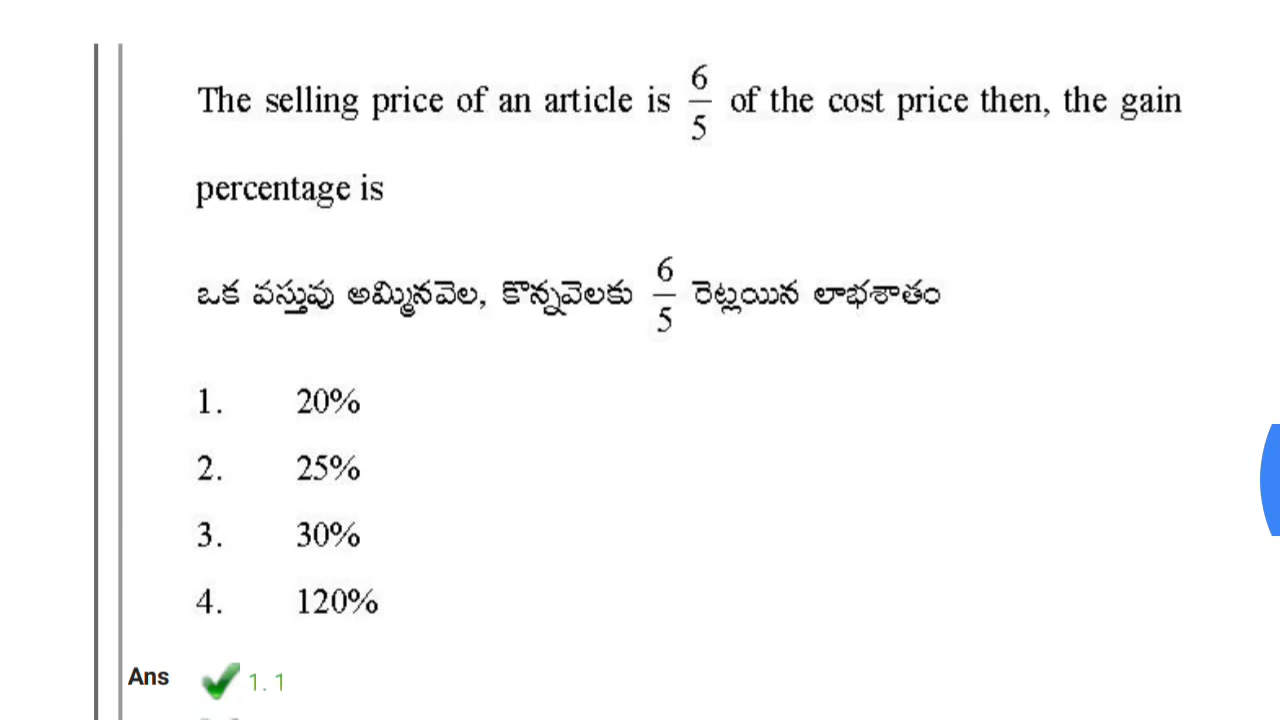 The selling price of an article is 6/5 of the cost price then, the gain
percentage is
ఒక వస్తువు అమ్మినవెల, కొన్నవెలకు 6/5 రెట్లయిన లాభశాతం
1. 20%
2. 25%
3. 30%
4. 120%
Ans 1. 1